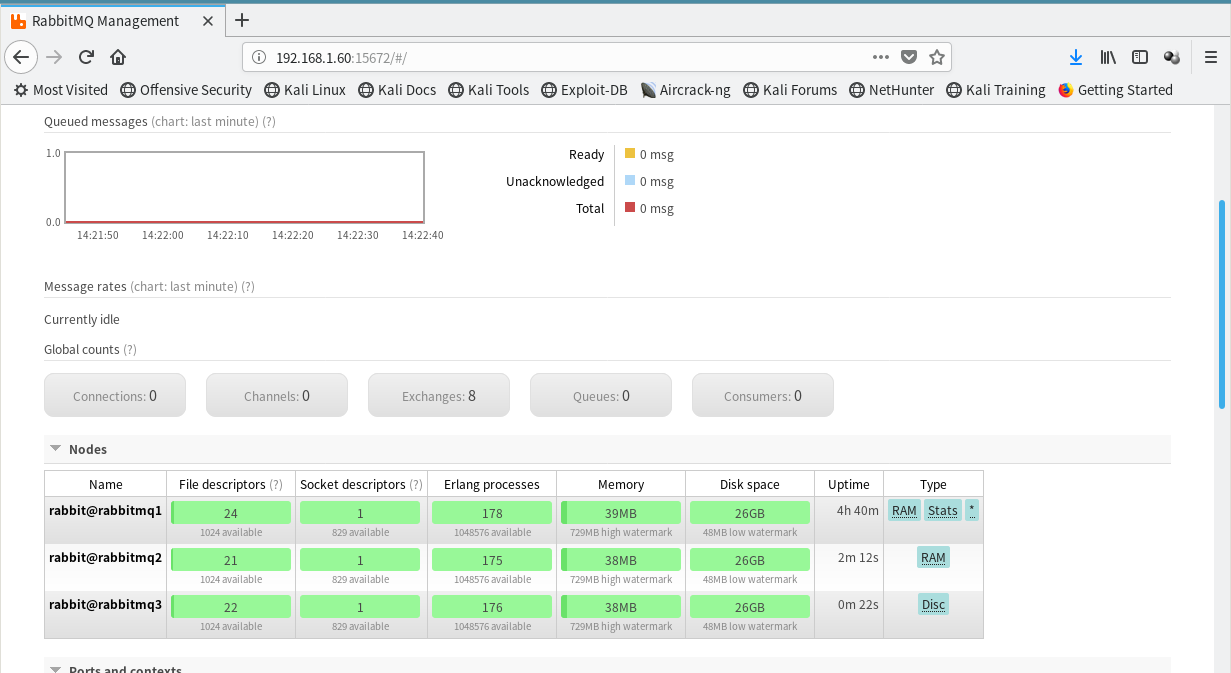 RabbitMQ Management
192.168.1.60:15672/#/
Most Visited Offensive Security Kali Linux Kali Docs Kali Tools Exploit-DB Aircrack-ng Kali Forums NetHunter Kali Training Getting Started
Queued messages (chart: last minute) (?)
1.0
0.0
14:21:50 14:22:00 14:22:10 14:22:20 14:22:30 14:22:40
Ready 0 msg
Unacknowledged 0 msg
Total 0 msg
Message rates (chart: last minute) (?)
Currently idle
Global counts (?)
Connections: 0 Channels: 0 Exchanges: 8 Queues: 0 Consumers: 0
Nodes
Name File descriptors (?) Socket descriptors (?) Erlang processes Memory Disk space Uptime Type
rabbit@rabbitmq1 24 1 178 39MB 26GB 4h 40m RAM Stats *
1024 available 829 available 1048576 available 729MB high watermark 48MB low watermark
rabbit@rabbitmq2 21 1 175 38MB 26GB 2m 12s RAM
1024 available 829 available 1048576 available 729MB high watermark 48MB low watermark
rabbit@rabbitmq3 22 1 176 38MB 26GB 0m 22s Disc
1024 available 829 available 1048576 available 729MB high watermark 48MB low watermark
Ports and contexts